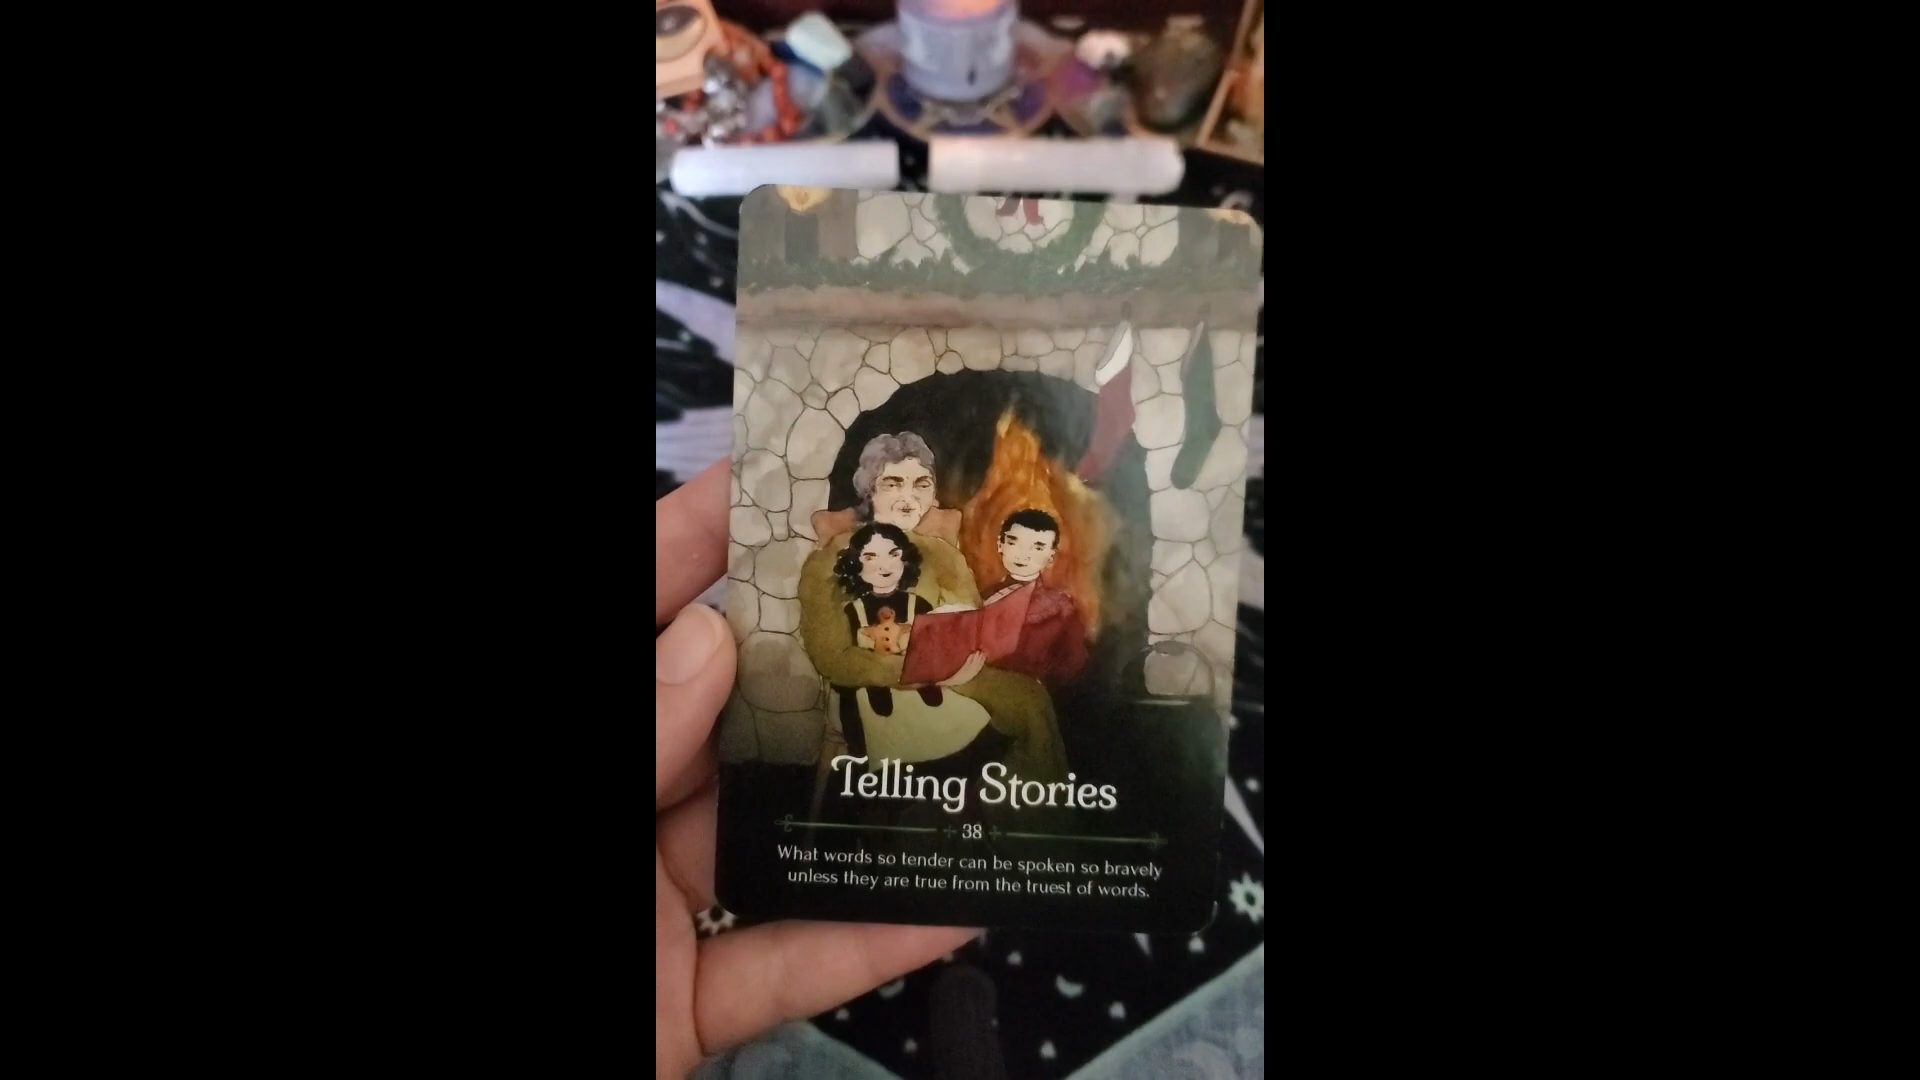 Telling Stories
38
What words so tender can be spoken so bravely
unless they are true from the truest of words.